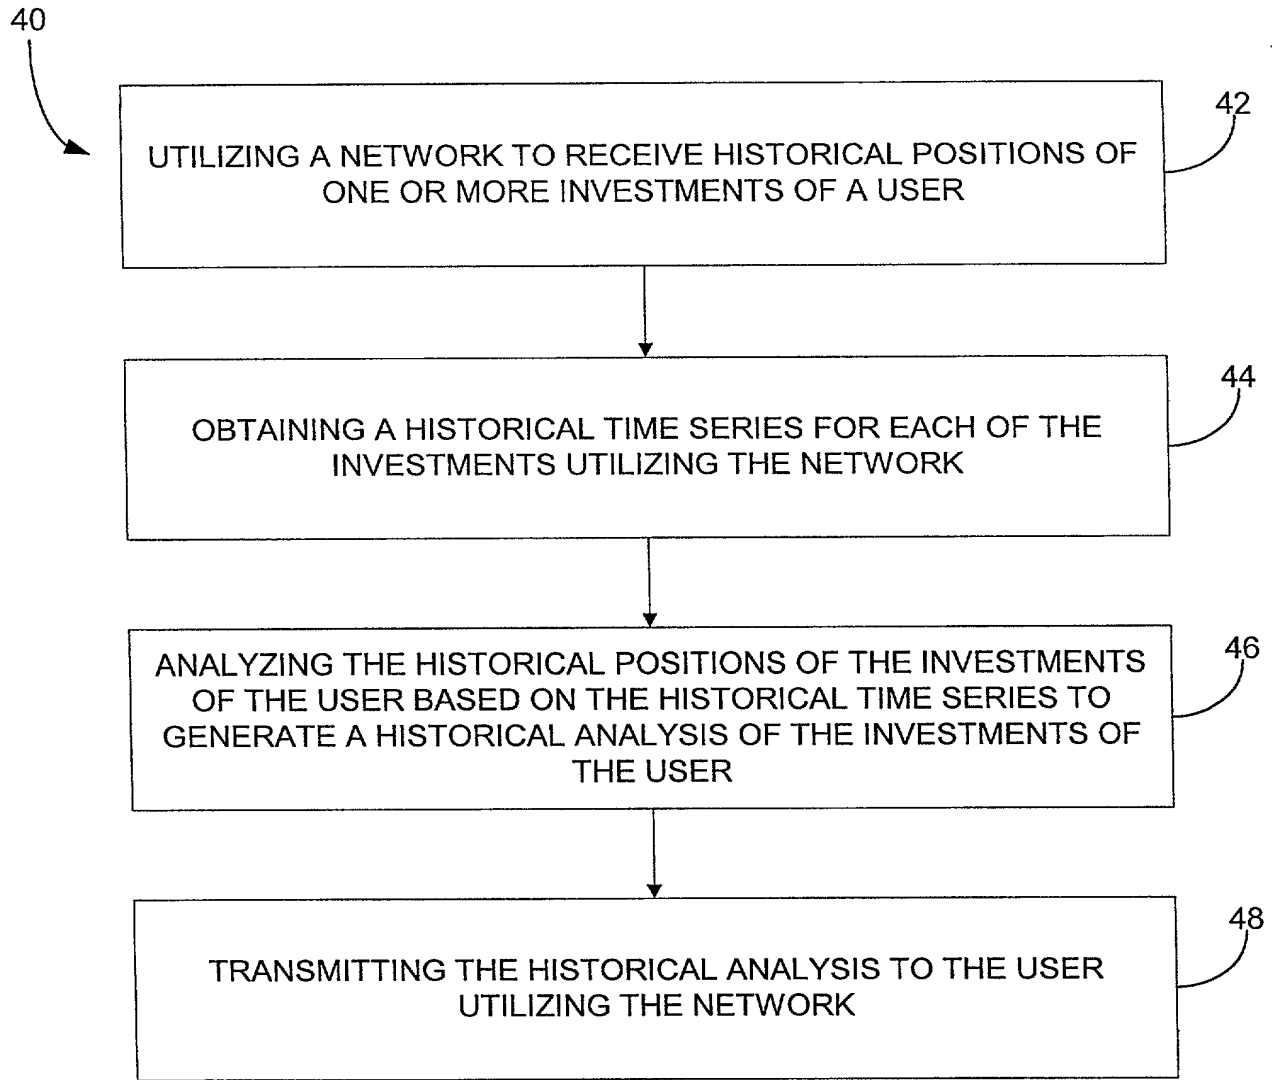 40
42
UTILIZING A NETWORK TO RECEIVE HISTORICAL POSITIONS OF
ONE OR MORE INVESTMENTS OF A USER
44
OBTAINING A HISTORICAL TIME SERIES FOR EACH OF THE
INVESTMENTS UTILIZING THE NETWORK
46
ANALYZING THE HISTORICAL POSITIONS OF THE INVESTMENTS
OF THE USER BASED ON THE HISTORICAL TIME SERIES TO
GENERATE A HISTORICAL ANALYSIS OF THE INVESTMENTS OF
THE USER
48
TRANSMITTING THE HISTORICAL ANALYSIS TO THE USER
UTILIZING THE NETWORK